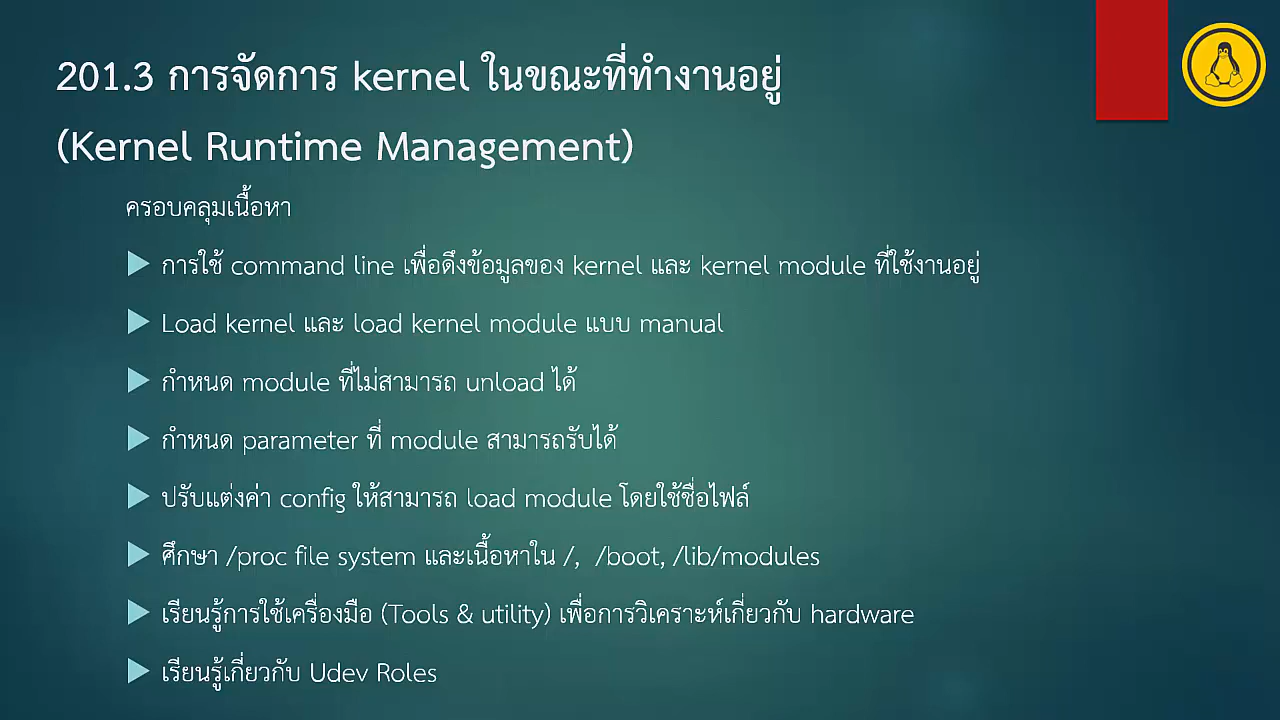 201.3 การจัดการ kernel ในขณะที่ทำงานอยู่
(Kernel Runtime Management)
ครอบคลุมเนื้อหา
การใช้ command line เพื่อดึงข้อมูลของ kernel และ kernel module ที่ใช้งานอยู่
Load kernel และ load kernel module แบบ manual
กำหนด module ที่ไม่สามารถ unload ได้
กำหนด parameter ที่ module สามารถรับได้
ปรับแต่งค่า config ให้สามารถ load module โดยใช้ชื่อไฟล์
ศึกษา /proc file system และเนื้อหาใน /, /boot, /lib/modules
เรียนรู้การใช้เครื่องมือ (Tools & utility) เพื่อการวิเคราะห์เกี่ยวกับ hardware
เรียนรู้เกี่ยวกับ Udev Roles